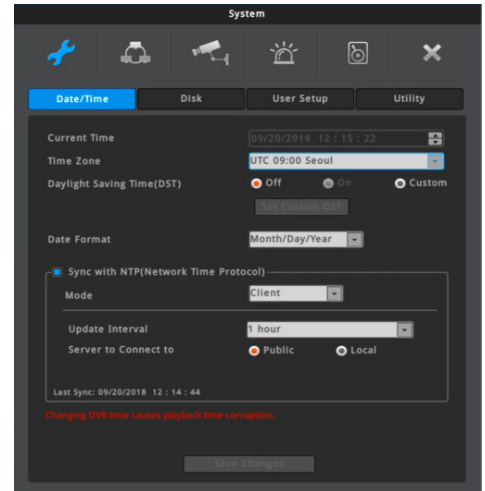 System
Date/Time Disk User Setup Utility
Current Time 09/20/2018 12 : 15 : 22
Time Zone UTC 09:00 Seoul
Daylight Saving Time(DST) Off On Custom
Set Custom DST
Date Format Month/Day/Year
Sync with NTP(Network Time Protocol)
Mode Client
Update Interval 1 hour
Server to Connect to Public Local
Last Sync: 09/20/2018 12 : 14 : 44
Changing DVR time causes playback time corruption.
Save Changes